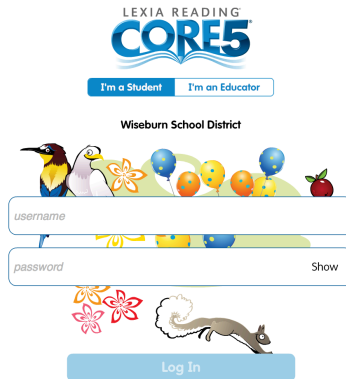 LEXIA READING
CORE5®
I'm a Student I'm an Educator
Wiseburn School District
username
password Show
Log In